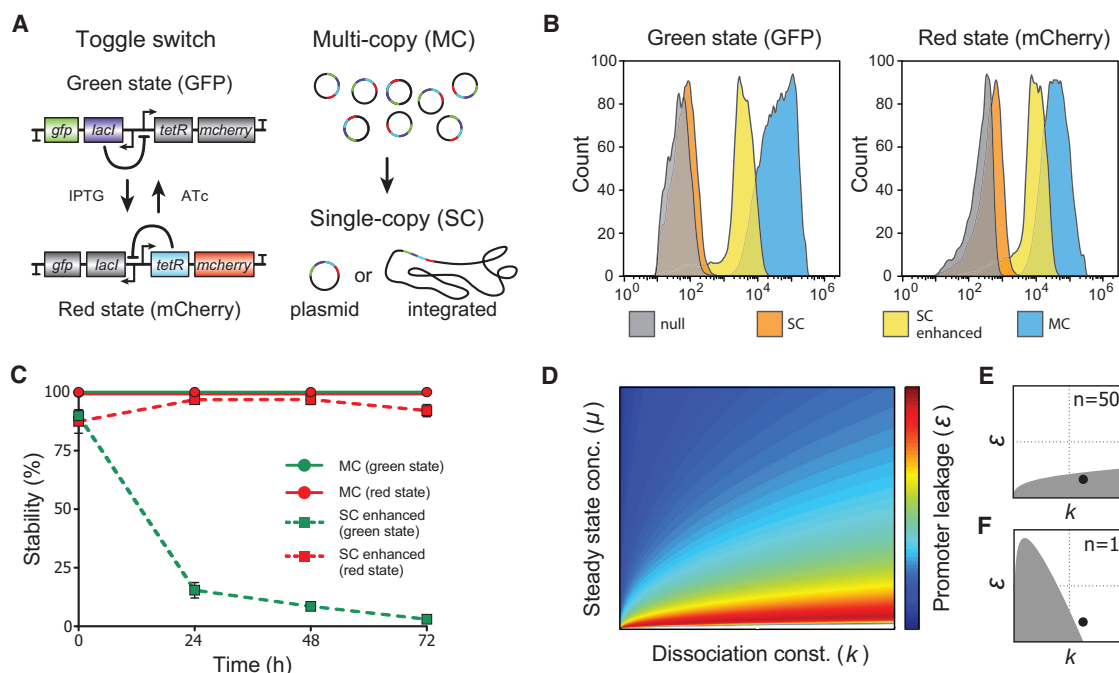 A
Toggle switch
Green state (GFP)
gfp lacI tetR mcherry
IPTG ATc
gfp lacI tetR mcherry
Red state (mCherry)
Multi-copy (MC)
Single-copy (SC)
or
plasmid integrated
B
Green state (GFP) Red state (mCherry)
Count
100
80
60
40
20
0
10^0 10^2 10^4 10^6
Count
100
80
60
40
20
0
10^0 10^2 10^4 10^6
null SC SC enhanced MC
C
Stability (%)
100
75
50
25
0
0 24 48 72
Time (h)
MC (green state)
MC (red state)
SC enhanced
(green state)
SC enhanced
(red state)
D
Steady state conc. (μ)
Dissociation const. (k)
Promoter leakage (ε)
E
n=50
ε
k
F
n=1
ε
k